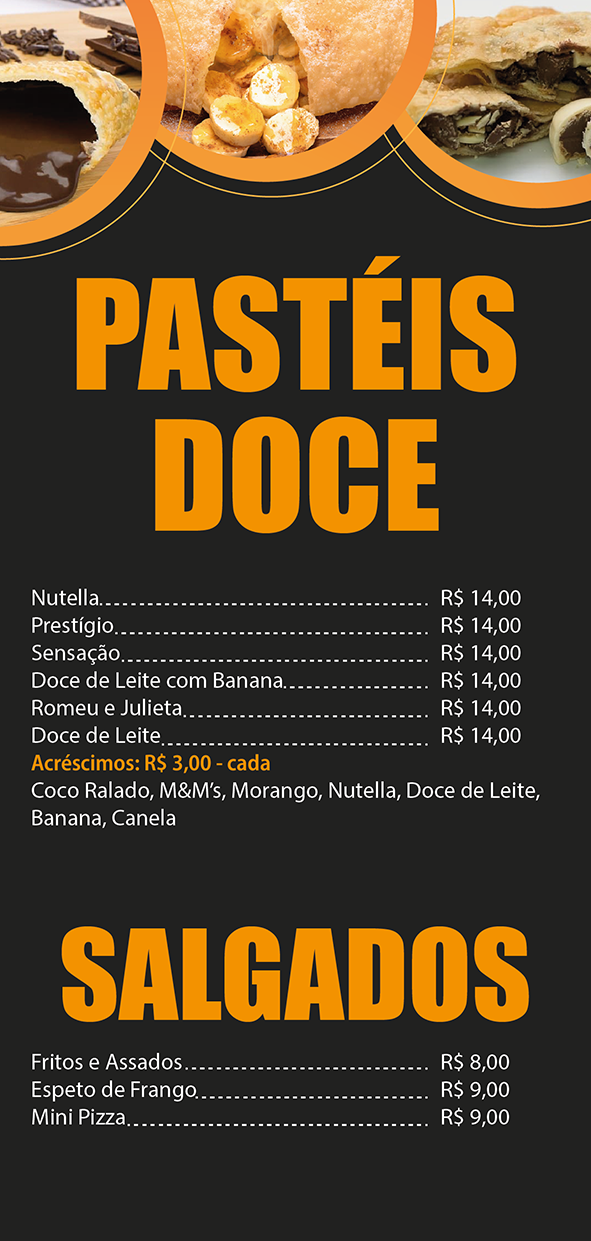 PASTÉIS
DOCE
Nutella R$ 14,00
Prestígio R$ 14,00
Sensação R$ 14,00
Doce de Leite com Banana R$ 14,00
Romeu e Julieta R$ 14,00
Doce de Leite R$ 14,00
Acréscimos: R$ 3,00 - cada
Coco Ralado, M&M's, Morango, Nutella, Doce de Leite,
Banana, Canela
SALGADOS
Fritos e Assados R$ 8,00
Espeto de Frango R$ 9,00
Mini Pizza R$ 9,00